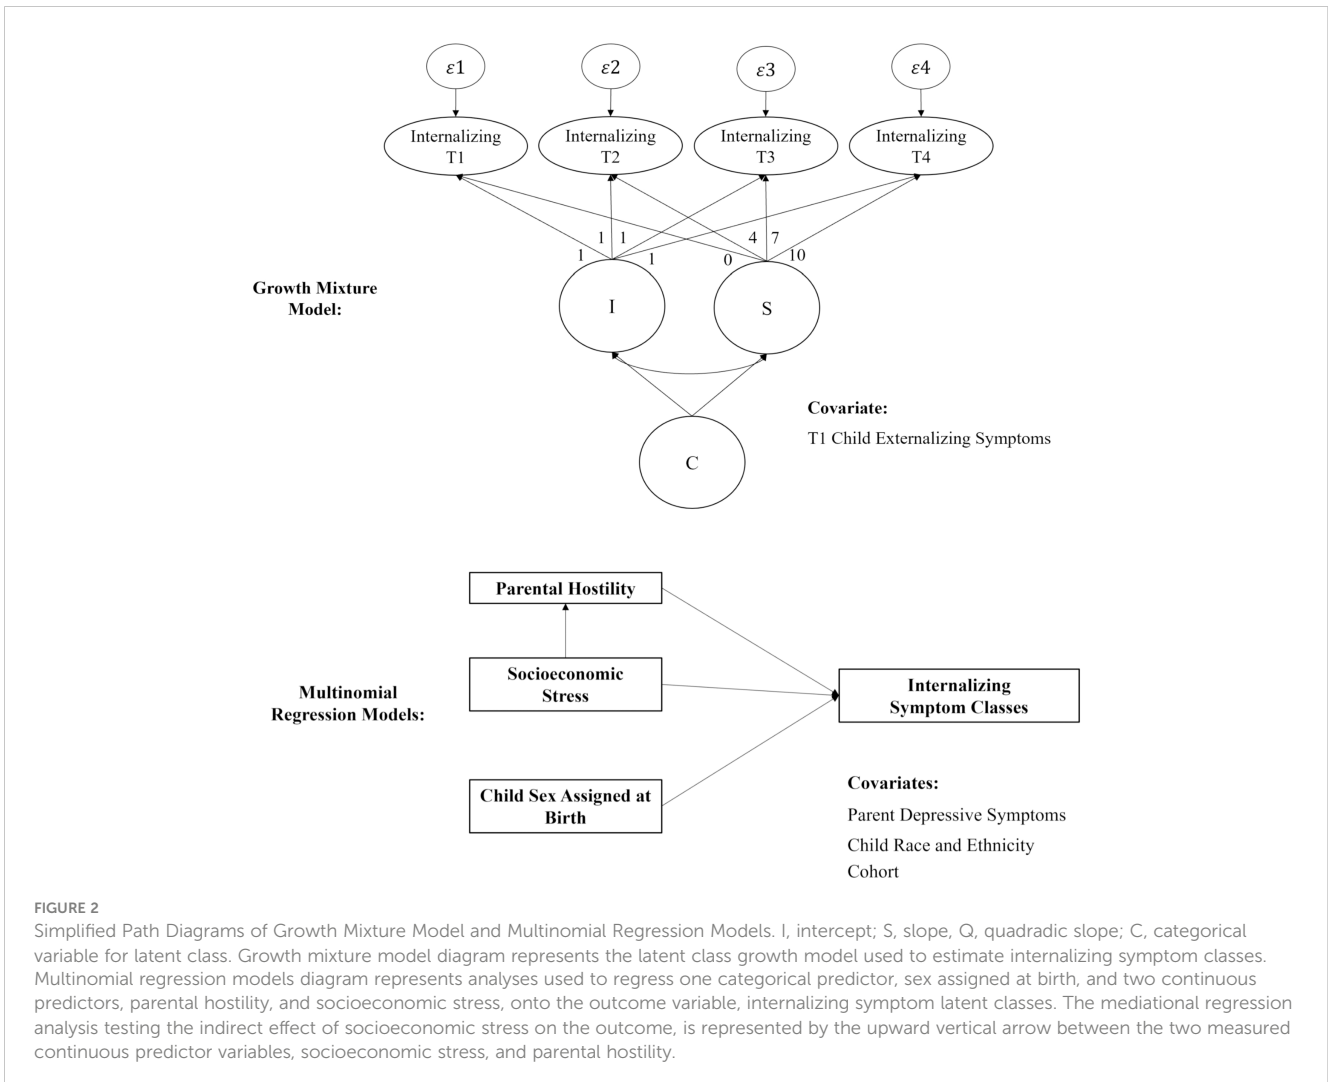 ε1 ε2 ε3 ε4
Internalizing Internalizing Internalizing Internalizing
T1 T2 T3 T4
1 1 4 7
1 1 0 10
Growth Mixture
Model:
I S
Covariate:
T1 Child Externalizing Symptoms
C
Parental Hostility
Socioeconomic
Stress
Multinomial
Regression Models:
Internalizing
Symptom Classes
Child Sex Assigned at
Birth
Covariates:
Parent Depressive Symptoms
Child Race and Ethnicity
Cohort
FIGURE 2
Simplified Path Diagrams of Growth Mixture Model and Multinomial Regression Models. I, intercept; S, slope, Q, quadradic slope; C, categorical
variable for latent class. Growth mixture model diagram represents the latent class growth model used to estimate internalizing symptom classes.
Multinomial regression models diagram represents analyses used to regress one categorical predictor, sex assigned at birth, and two continuous
predictors, parental hostility, and socioeconomic stress, onto the outcome variable, internalizing symptom latent classes. The mediational regression
analysis testing the indirect effect of socioeconomic stress on the outcome, is represented by the upward vertical arrow between the two measured
continuous predictor variables, socioeconomic stress, and parental hostility.